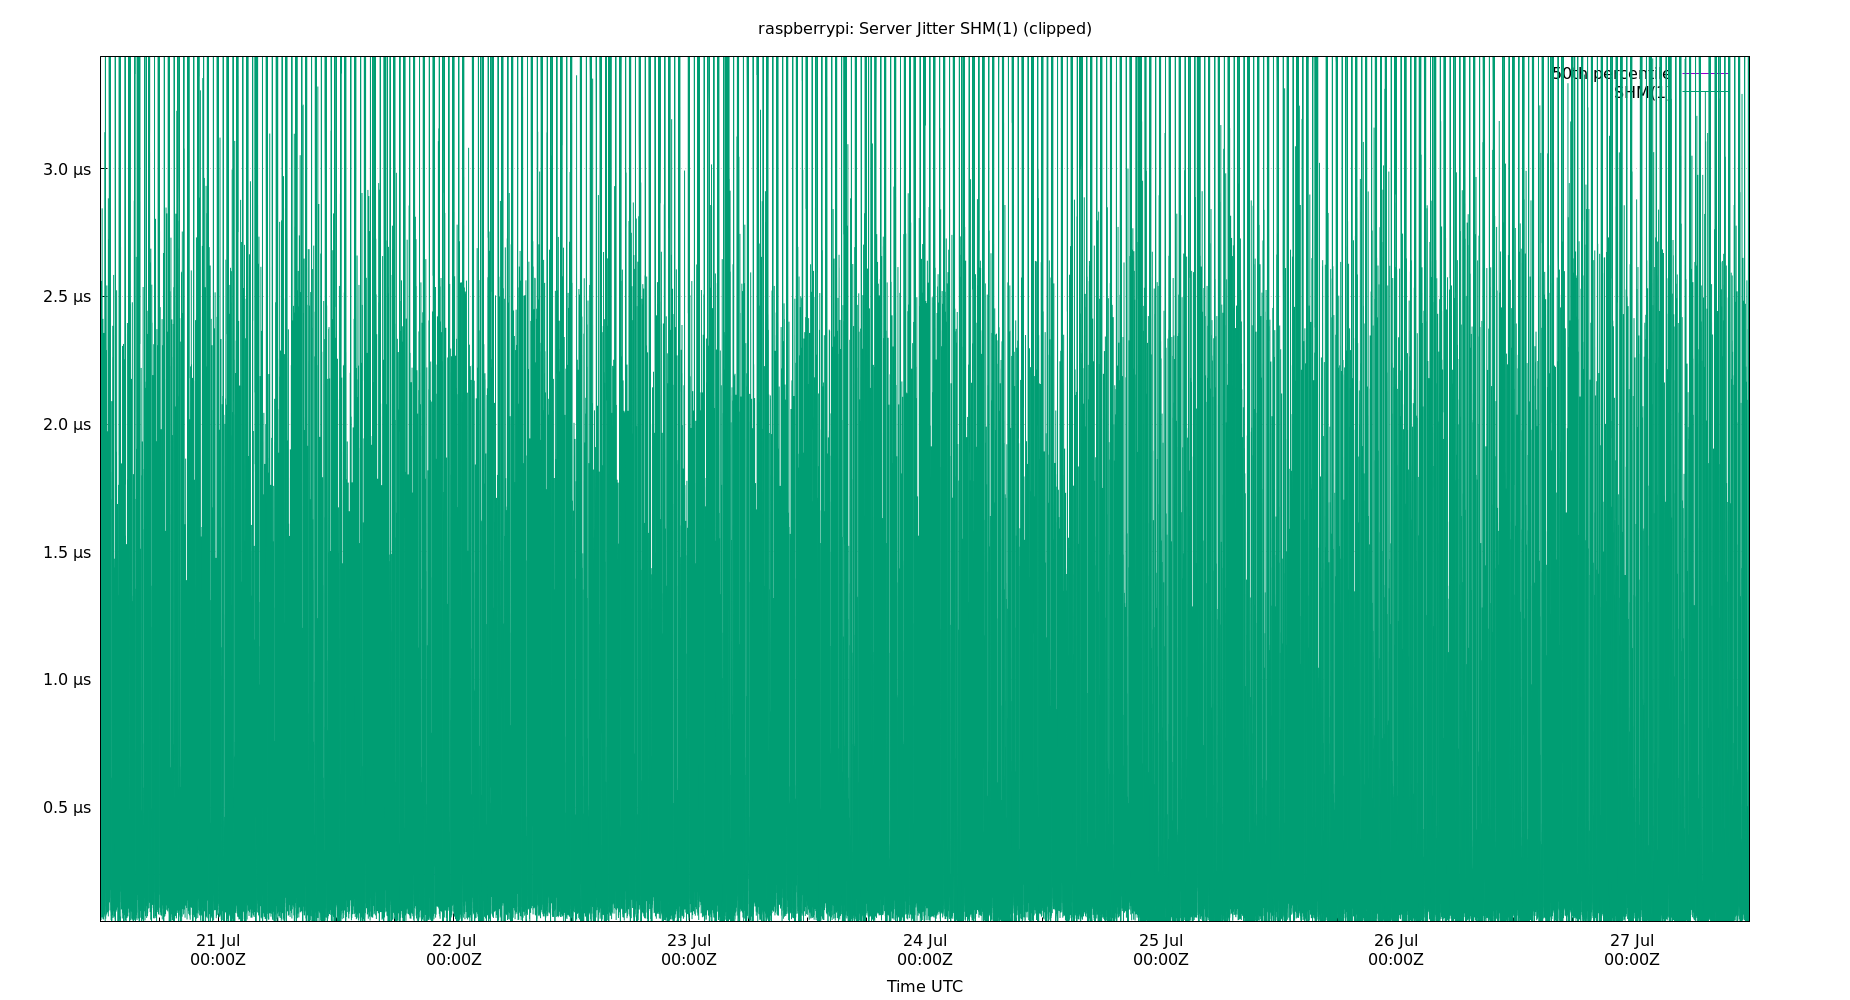 raspberrypi: Server Jitter SHM(1) (clipped)
50th percentile
SHM(1)
3.0 µs
2.5 µs
2.0 µs
1.5 µs
1.0 µs
0.5 µs
21 Jul 22 Jul 23 Jul 24 Jul 25 Jul 26 Jul 27 Jul
00:00Z 00:00Z 00:00Z 00:00Z 00:00Z 00:00Z 00:00Z
Time UTC